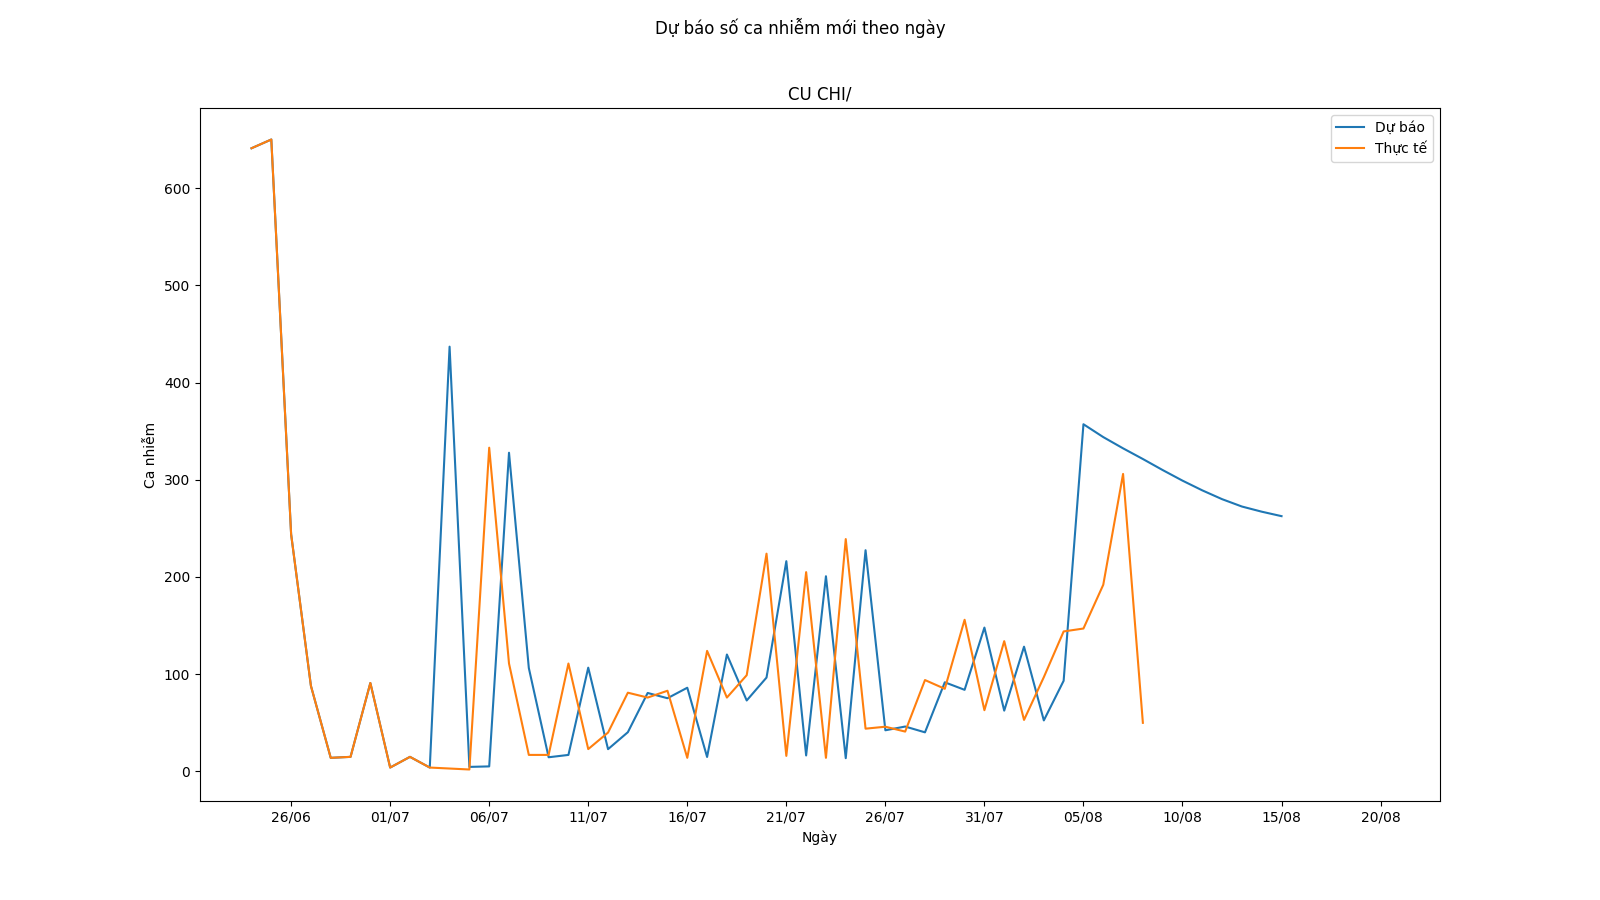 Dự báo số ca nhiễm mới theo ngày
CU CHI/
Dự báo
Thực tế
600
500
400
300
200
100
0
Ca nhiễm
26/06 01/07 06/07 11/07 16/07 21/07 26/07 31/07 05/08 10/08 15/08 20/08
Ngày